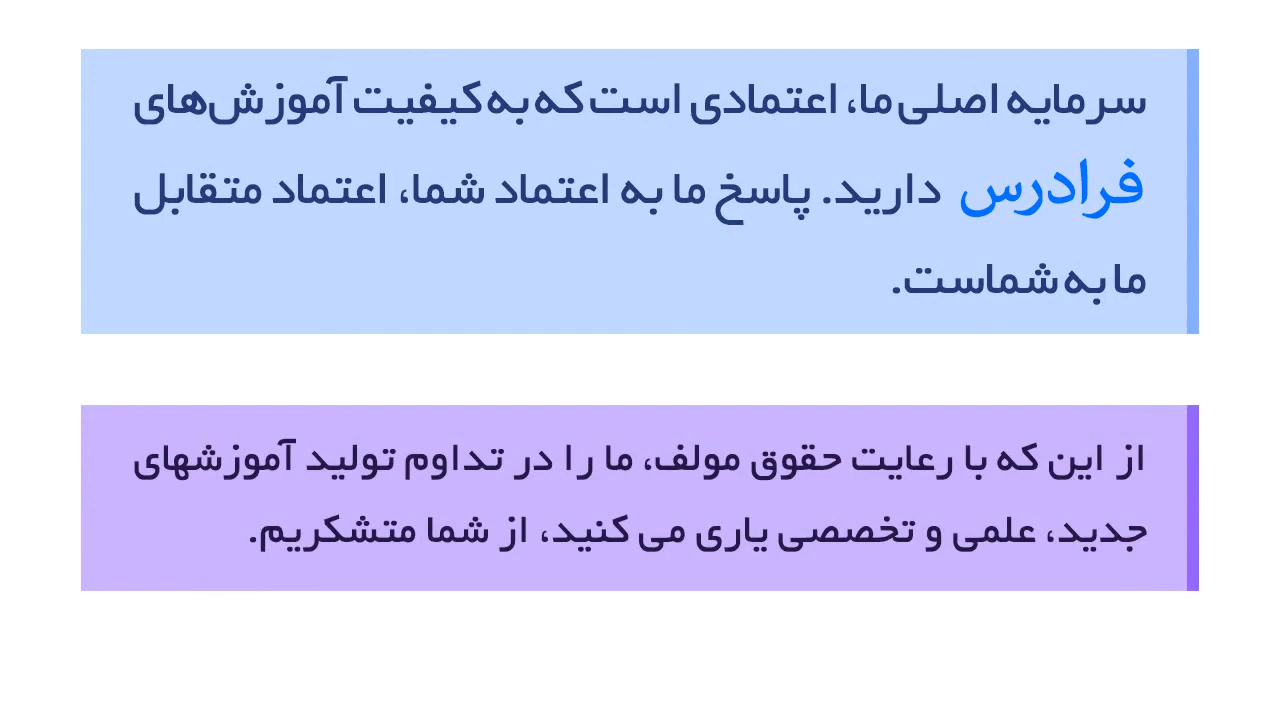 سرمایه اصلی ما، اعتمادی است که به کیفیت آموزش‌های
فرادرس دارید. پاسخ ما به اعتماد شما، اعتماد متقابل
ما به شماست.
از این که با رعایت حقوق مولف، ما را در تداوم تولید آموزشهای
جدید، علمی و تخصصی یاری می کنید، از شما متشکریم.